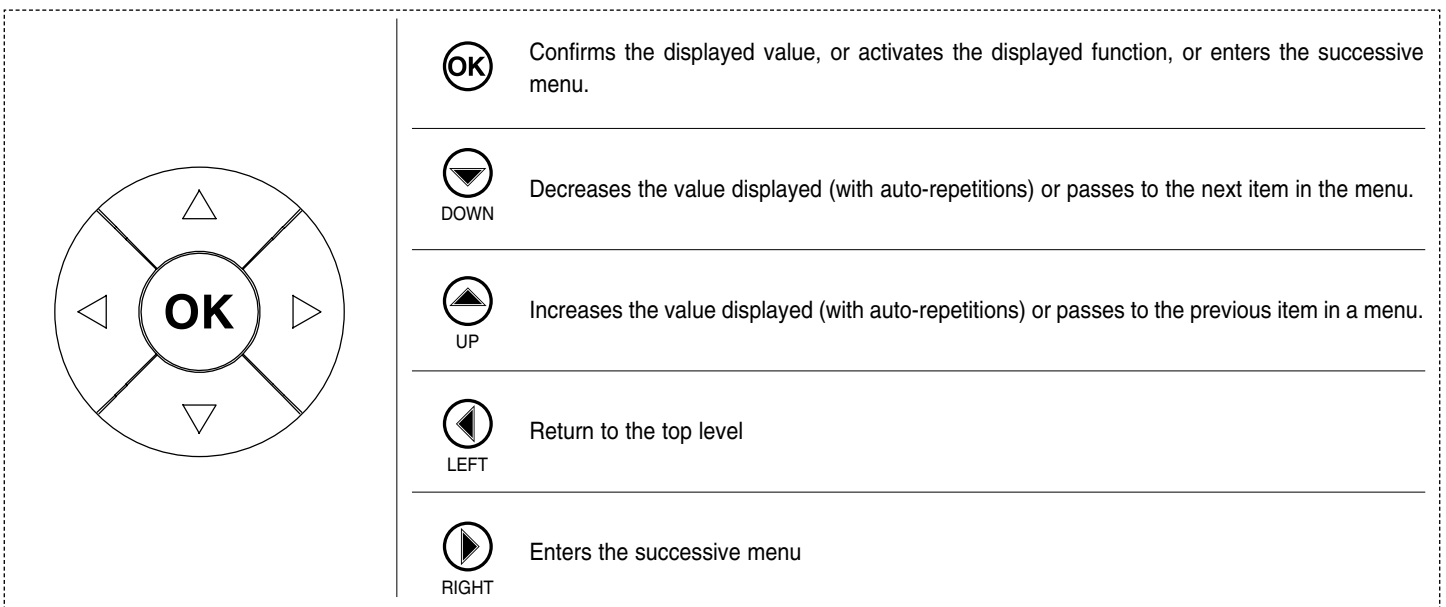 OK
OK
Confirms the displayed value, or activates the displayed function, or enters the successive
menu.
DOWN
Decreases the value displayed (with auto-repetitions) or passes to the next item in the menu.
UP
Increases the value displayed (with auto-repetitions) or passes to the previous item in a menu.
LEFT
Return to the top level
RIGHT
Enters the successive menu